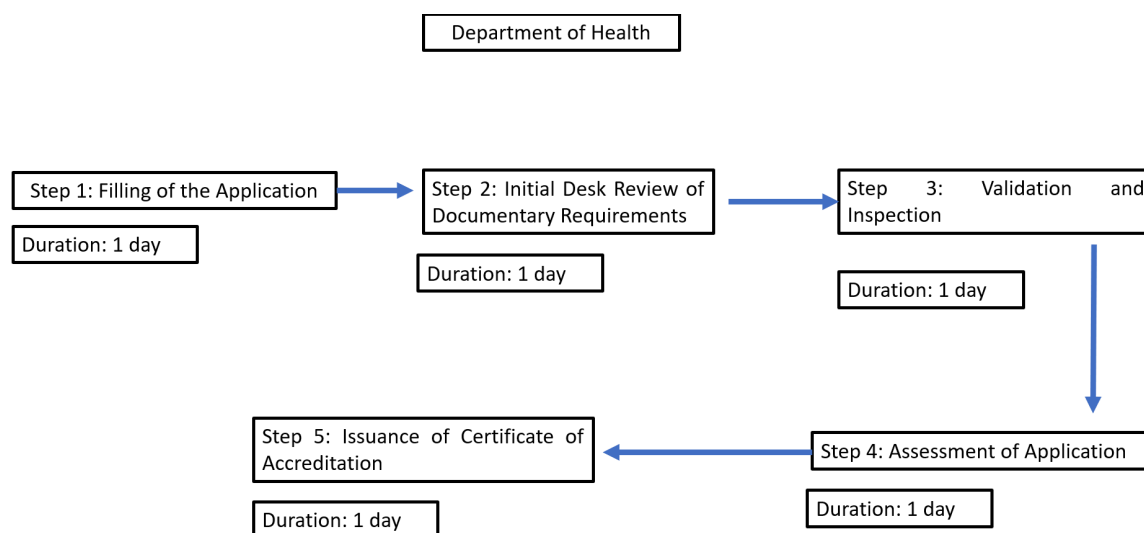 Department of Health
Step 1: Filling of the Application
Duration: 1 day
Step 2: Initial Desk Review of
Documentary Requirements
Duration: 1 day
Step 3: Validation and
Inspection
Duration: 1 day
Step 4: Assessment of Application
Duration: 1 day
Step 5: Issuance of Certificate of
Accreditation
Duration: 1 day